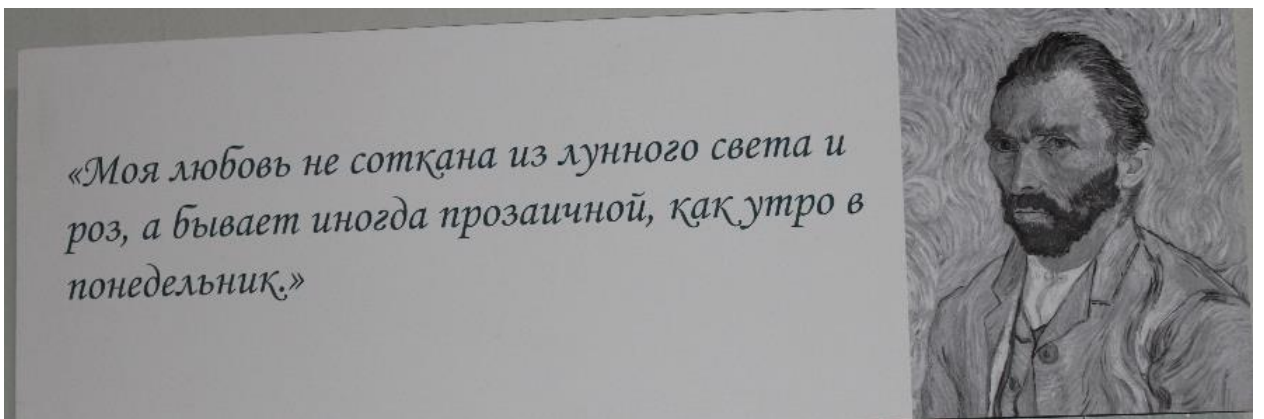 «Моя любовь не соткана из лунного света и
роз, а бывает иногда прозаичной, как утро в
понедельник.»